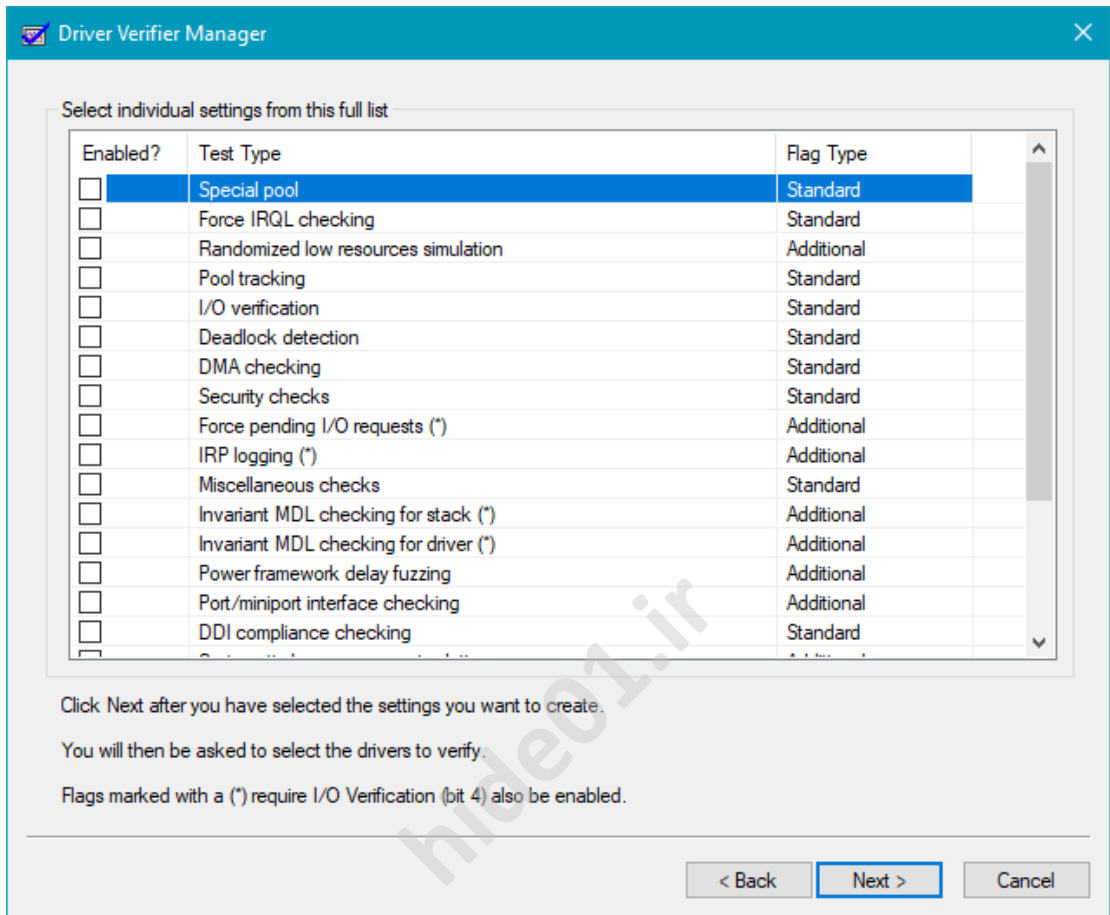 Driver Verifier Manager
Select individual settings from this full list
Enabled? Test Type Flag Type
Special pool Standard
Force IRQL checking Standard
Randomized low resources simulation Additional
Pool tracking Standard
I/O verification Standard
Deadlock detection Standard
DMA checking Standard
Security checks Standard
Force pending I/O requests (*) Additional
IRP logging (*) Additional
Miscellaneous checks Standard
Invariant MDL checking for stack (*) Additional
Invariant MDL checking for driver (*) Additional
Power framework delay fuzzing Additional
Port/miniport interface checking Additional
DDI compliance checking Standard
Click Next after you have selected the settings you want to create.
You will then be asked to select the drivers to verify.
Flags marked with a (*) require I/O Verification (bit 4) also be enabled.
hide01.ir
< Back Next > Cancel